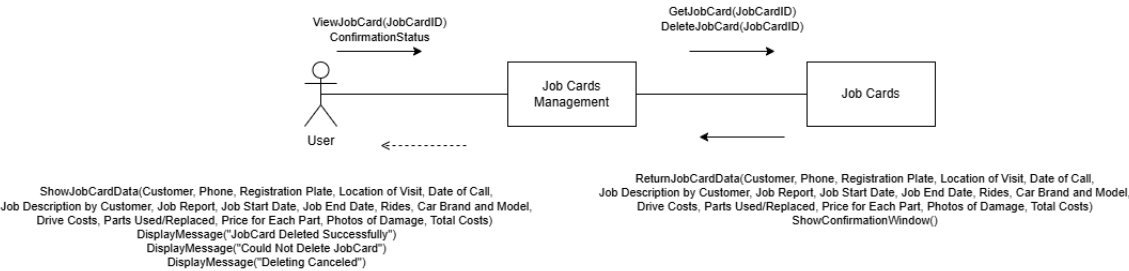 GetJobCard(JobCardID)
DeleteJobCard(JobCardID)
ViewJobCard(JobCardID)
ConfirmationStatus
Job Cards
Management
Job Cards
User
ShowJobCardData(Customer, Phone, Registration Plate, Location of Visit, Date of Call,
Job Description by Customer, Job Report, Job Start Date, Job End Date, Rides, Car Brand and Model,
Drive Costs, Parts Used/Replaced, Price for Each Part, Photos of Damage, Total Costs)
DisplayMessage("JobCard Deleted Successfully")
DisplayMessage("Could Not Delete JobCard")
DisplayMessage("Deleting Canceled")
ReturnJobCardData(Customer, Phone, Registration Plate, Location of Visit, Date of Call,
Job Description by Customer, Job Report, Job Start Date, Job End Date, Rides, Car Brand and Model,
Drive Costs, Parts Used/Replaced, Price for Each Part, Photos of Damage, Total Costs)
ShowConfirmationWindow()